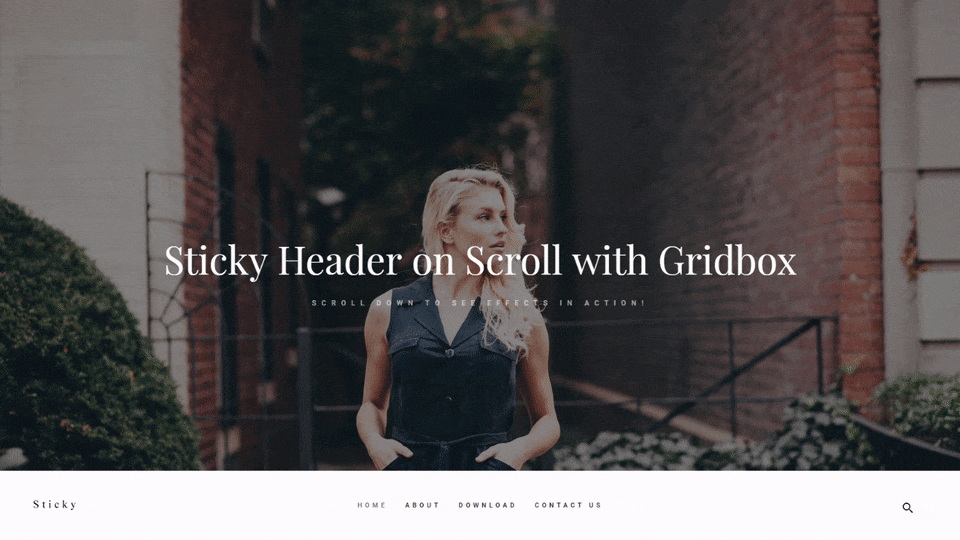 Sticky Header on Scroll with Gridbox
SCROLL DOWN TO SEE EFFECTS IN ACTION!
Sticky
HOME ABOUT DOWNLOAD CONTACT US